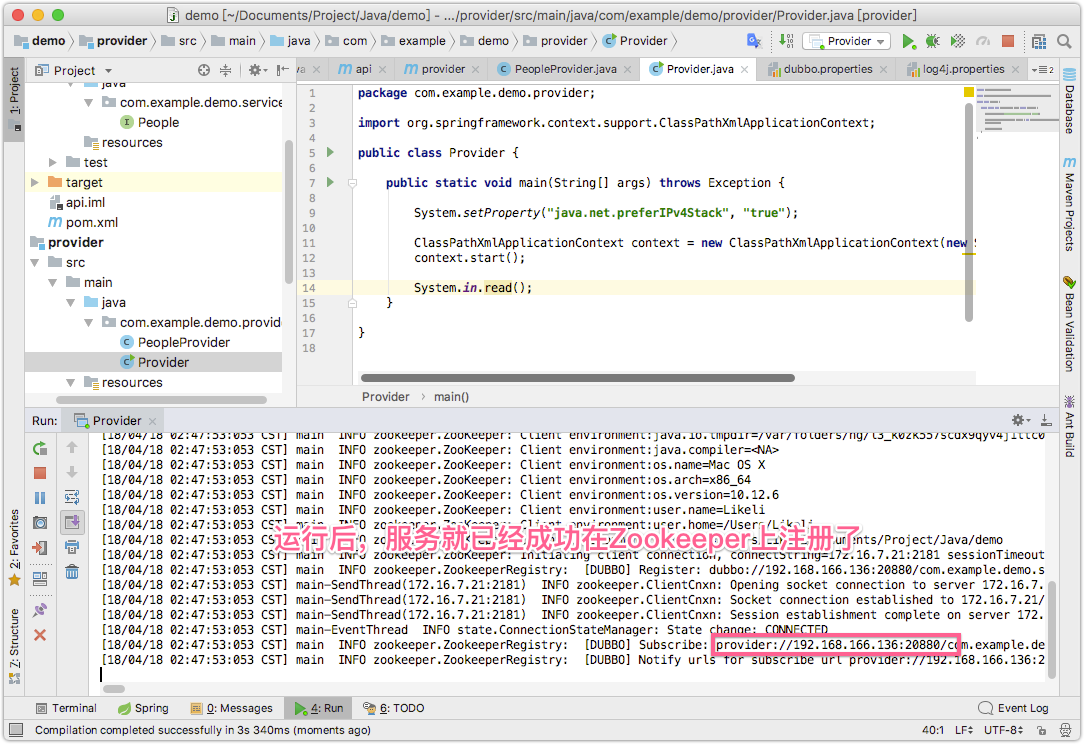 demo [~/Documents/Project/Java/demo] - .../provider/src/main/java/com/example/demo/provider/Provider.java [provider]
demo provider src main java com example demo provider Provider
Provider
Project
api provider PeopleProvider.java Provider.java dubbo.properties log4j.properties
1: Project
java
com.example.demo.service
People
resources
test
target
api.iml
pom.xml
provider
src
main
java
com.example.demo.provid
PeopleProvider
Provider
resources
1 package com.example.demo.provider;
2
3 import org.springframework.context.support.ClassPathXmlApplicationContext;
4
5 public class Provider {
6
7 public static void main(String[] args) throws Exception {
8
9 System.setProperty("java.net.preferIPv4Stack", "true");
10
11 ClassPathXmlApplicationContext context = new ClassPathXmlApplicationContext(new
12 context.start();
13
14 System.in.read();
15 }
16
17 }
18
Provider main()
Database
Maven Projects
Bean Validation
Ant Build
2: Favorites
7: Structure
Run: Provider
[18/04/18 02:47:53:053 CST] main INFO zookeeper.ZooKeeper: Client environment:java.io.tmpdir=/var/folders/
[18/04/18 02:47:53:053 CST] main INFO zookeeper.ZooKeeper: Client environment:java.compiler=<NA>
[18/04/18 02:47:53:053 CST] main INFO zookeeper.ZooKeeper: Client environment:os.name=Mac OS X
[18/04/18 02:47:53:053 CST] main INFO zookeeper.ZooKeeper: Client environment:os.arch=x86_64
[18/04/18 02:47:53:053 CST] main INFO zookeeper.ZooKeeper: Client environment:os.version=10.12.6
[18/04/18 02:47:53:053 CST] main INFO zookeeper.ZooKeeper: Client environment:user.name=Likeli
[18/04/18 02:47:53:053 CST] main INFO zookeeper.ZooKeeper: Client environment:user.home=/Users/Likeli
运行后，服务就已经成功在Zookeeper上注册了
[18/04/18 02:47:53:053 CST] main INFO zookeeper.ZooKeeper: Documents/Project/Java/demo
[18/04/18 02:47:53:053 CST] main INFO zookeeper.ZooKeeper: Initiating client connection, connectString=172.16.7.21:2181 sessionTimeout
[18/04/18 02:47:53:053 CST] main INFO zookeeper.ZookeeperRegistry: [DUBBO] Register: dubbo://192.168.166.136:20880/com.example.demo.s
[18/04/18 02:47:53:053 CST] main-SendThread(172.16.7.21:2181) INFO zookeeper.ClientCnxn: Opening socket connection to server 172.16.7.
[18/04/18 02:47:53:053 CST] main-SendThread(172.16.7.21:2181) INFO zookeeper.ClientCnxn: Socket connection established to 172.16.7.21/
[18/04/18 02:47:53:053 CST] main-SendThread(172.16.7.21:2181) INFO zookeeper.ClientCnxn: Session establishment complete on server 172.
[18/04/18 02:47:53:053 CST] main-EventThread INFO state.ConnectionStateManager: State change: CONNECTED
[18/04/18 02:47:53:053 CST] main INFO zookeeper.ZookeeperRegistry: [DUBBO] Subscribe: provider://192.168.166.136:20880/com.example.de
[18/04/18 02:47:53:053 CST] main INFO zookeeper.ZookeeperRegistry: [DUBBO] Notify urls for subscribe url provider://192.168.166.136:2
Terminal Spring 0: Messages 4: Run 6: TODO Event Log
Compilation completed successfully in 3s 340ms (moments ago) 40:1 LF UTF-8